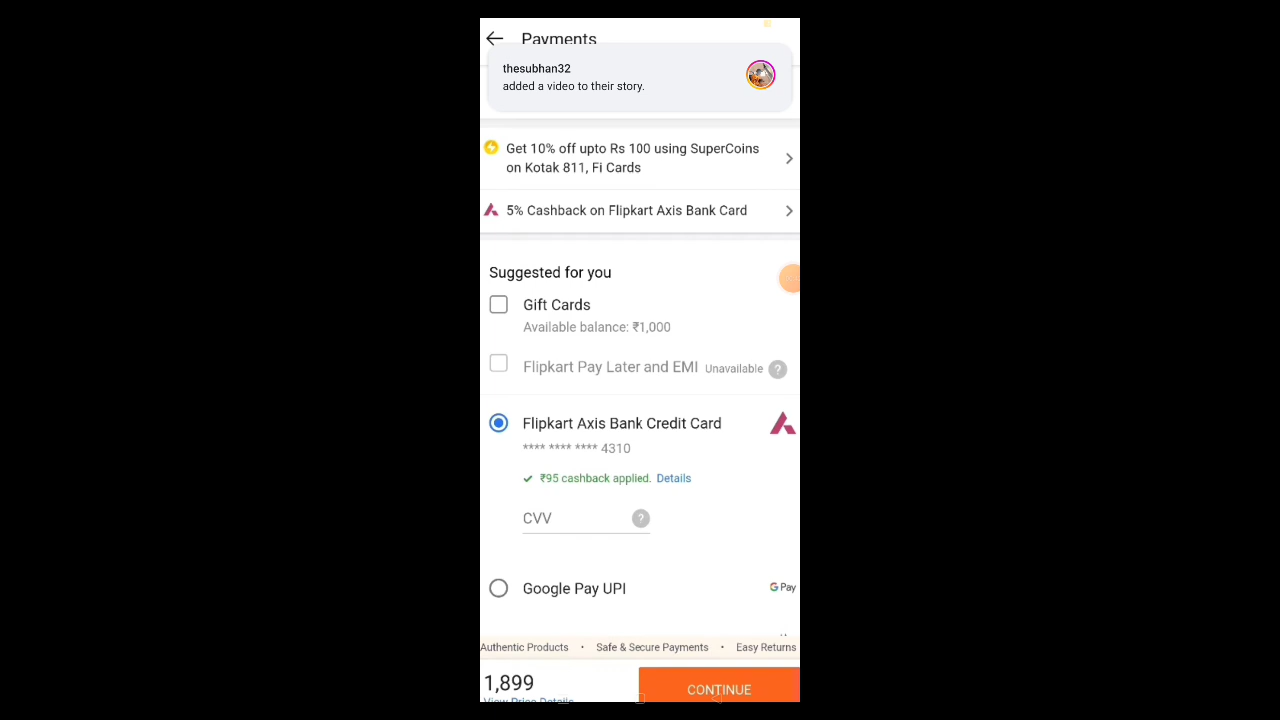 Payments
thesubhan32
added a video to their story.
Get 10% off upto Rs 100 using SuperCoins
on Kotak 811, Fi Cards
5% Cashback on Flipkart Axis Bank Card
Suggested for you
Gift Cards
Available balance: ₹1,000
Flipkart Pay Later and EMI Unavailable ?
Flipkart Axis Bank Credit Card
**** **** **** 4310
₹95 cashback applied. Details
CVV ?
Google Pay UPI G Pay
Authentic Products • Safe & Secure Payments • Easy Returns
1,899
View Price Details
CONTINUE